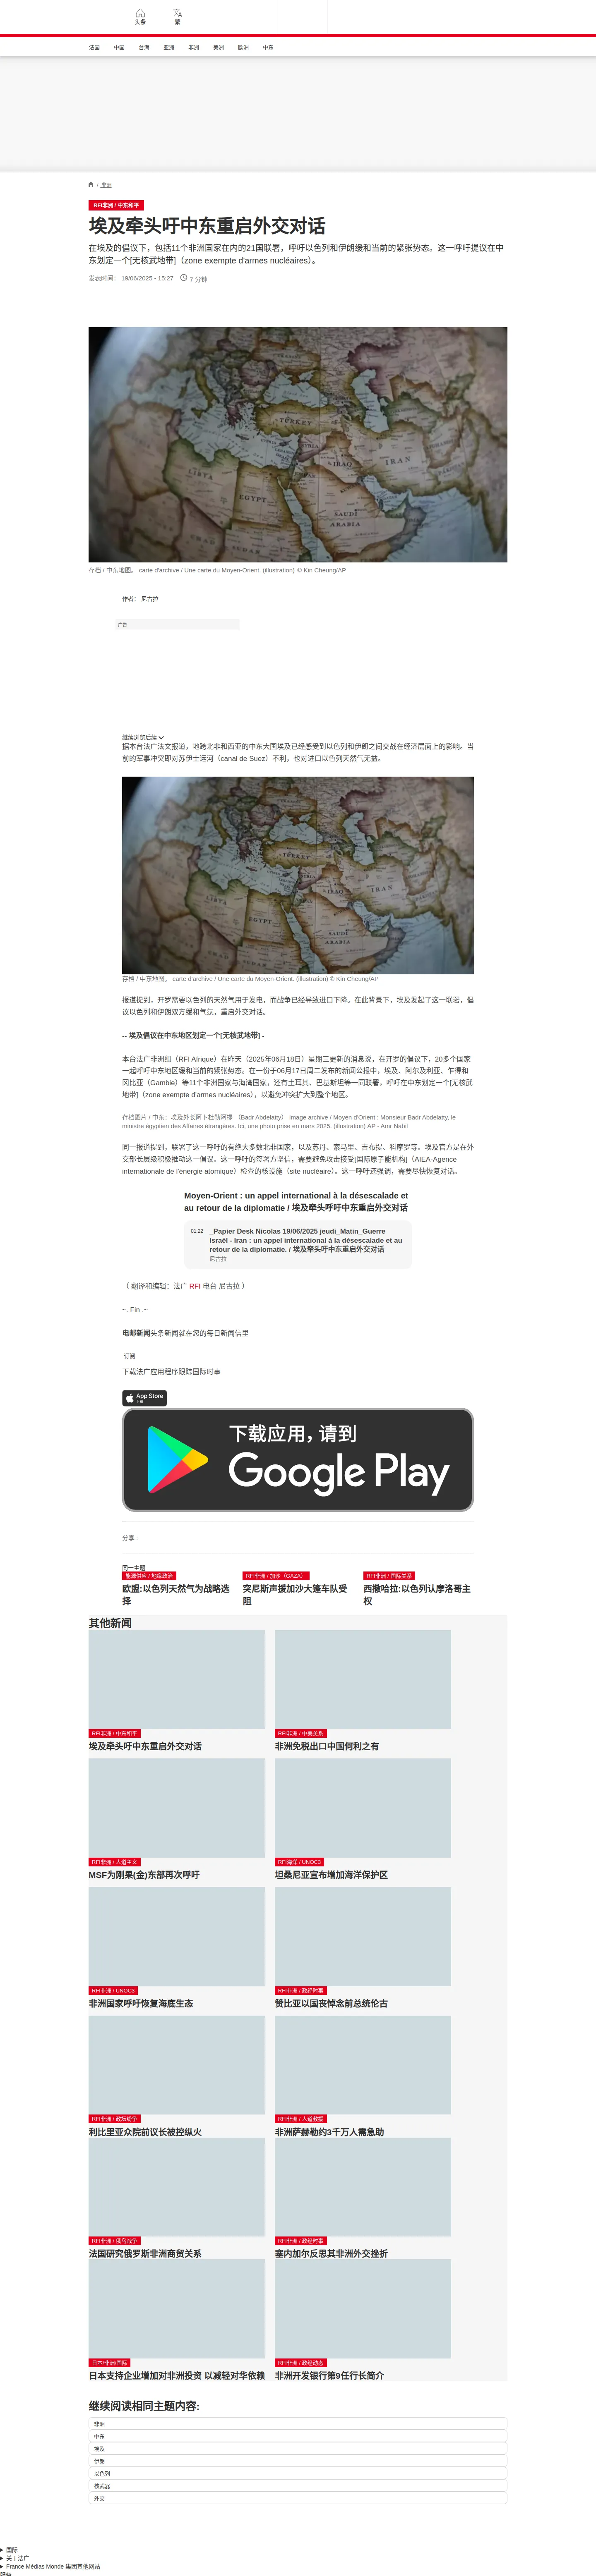 头条
繁
法国 中国 台海 亚洲 非洲 美洲 欧洲 中东
/ 非洲
RFI非洲 / 中东和平
埃及牵头吁中东重启外交对话
在埃及的倡议下，包括11个非洲国家在内的21国联署，呼吁以色列和伊朗缓和当前的紧张势态。这一呼吁提议在中
东划定一个[无核武地带]（zone exempte d'armes nucléaires）。
发表时间： 19/06/2025 - 15:27 7 分钟
TURKEY
IRAQ
IRAN
EGYPT
SAUDI
ARABIA
存档 / 中东地图。 carte d'archive / Une carte du Moyen-Orient. (illustration) © Kin Cheung/AP
作者： 尼古拉
广告
继续浏览后续
据本台法广法文报道，地跨北非和西亚的中东大国埃及已经感受到以色列和伊朗之间交战在经济层面上的影响。当
前的军事冲突即对苏伊士运河（canal de Suez）不利，也对进口以色列天然气无益。
TURKEY
IRAQ
IRAN
EGYPT
SAUDI
ARABIA
存档 / 中东地图。 carte d'archive / Une carte du Moyen-Orient. (illustration) © Kin Cheung/AP
报道提到，开罗需要以色列的天然气用于发电，而战争已经导致进口下降。在此背景下，埃及发起了这一联署，倡
议以色列和伊朗双方缓和气氛，重启外交对话。
-- 埃及倡议在中东地区划定一个[无核武地带] -
本台法广非洲组（RFI Afrique）在昨天（2025年06月18日）星期三更新的消息说，在开罗的倡议下，20多个国家
一起呼吁中东地区缓和当前的紧张势态。在一份于06月17日周二发布的新闻公报中，埃及、阿尔及利亚、乍得和
冈比亚（Gambie）等11个非洲国家与海湾国家，还有土耳其、巴基斯坦等一同联署，呼吁在中东划定一个[无核武
地带]（zone exempte d'armes nucléaires），以避免冲突扩大到整个地区。
存档图片 / 中东：埃及外长阿卜杜勒阿提 （Badr Abdelatty） Image archive / Moyen d'Orient : Monsieur Badr Abdelatty, le
ministre égyptien des Affaires étrangères. Ici, une photo prise en mars 2025. (illustration) AP - Amr Nabil
同一报道提到，联署了这一呼吁的有绝大多数北非国家，以及苏丹、索马里、吉布提、科摩罗等。埃及官方是在外
交部长层级积极推动这一倡议。这一呼吁的签署方坚信，需要避免攻击接受[国际原子能机构]（AIEA-Agence
internationale de l'énergie atomique）检查的核设施（site nucléaire）。这一呼吁还强调，需要尽快恢复对话。
Moyen-Orient : un appel international à la désescalade et
au retour de la diplomatie / 埃及牵头呼吁中东重启外交对话
01:22
_Papier Desk Nicolas 19/06/2025 jeudi_Matin_Guerre
Israël - Iran : un appel international à la désescalade et au
retour de la diplomatie. / 埃及牵头吁中东重启外交对话
尼古拉
（ 翻译和编辑：法广 RFI 电台 尼古拉 ）
~. Fin .~
电邮新闻头条新闻就在您的每日新闻信里
订阅
下载法广应用程序跟踪国际时事
App Store
下载
下载应用，请到
Google Play
分享 :
同一主题
能源供应 / 地缘政治
欧盟:以色列天然气为战略选
择
RFI非洲 / 加沙（GAZA）
突尼斯声援加沙大篷车队受
阻
RFI非洲 / 国际关系
西撒哈拉:以色列认摩洛哥主
权
其他新闻
RFI非洲 / 中东和平
埃及牵头吁中东重启外交对话
RFI非洲 / 中美关系
非洲免税出口中国何利之有
RFI非洲 / 人道主义
MSF为刚果(金)东部再次呼吁
RFI海洋 / UNOC3
坦桑尼亚宣布增加海洋保护区
RFI非洲 / UNOC3
非洲国家呼吁恢复海底生态
RFI非洲 / 政经时事
赞比亚以国丧悼念前总统伦古
RFI非洲 / 政坛纷争
利比里亚众院前议长被控纵火
RFI非洲 / 人道救援
非洲萨赫勒约3千万人需急助
RFI非洲 / 俄乌战争
法国研究俄罗斯非洲商贸关系
RFI非洲 / 政经时事
塞内加尔反思其非洲外交挫折
日本/非洲/国际
日本支持企业增加对非洲投资 以减轻对华依赖
RFI非洲 / 政经动态
非洲开发银行第9任行长简介
继续阅读相同主题内容:
非洲
中东
埃及
伊朗
以色列
核武器
外交
国际
关于法广
France Médias Monde 集团其他网站
服务